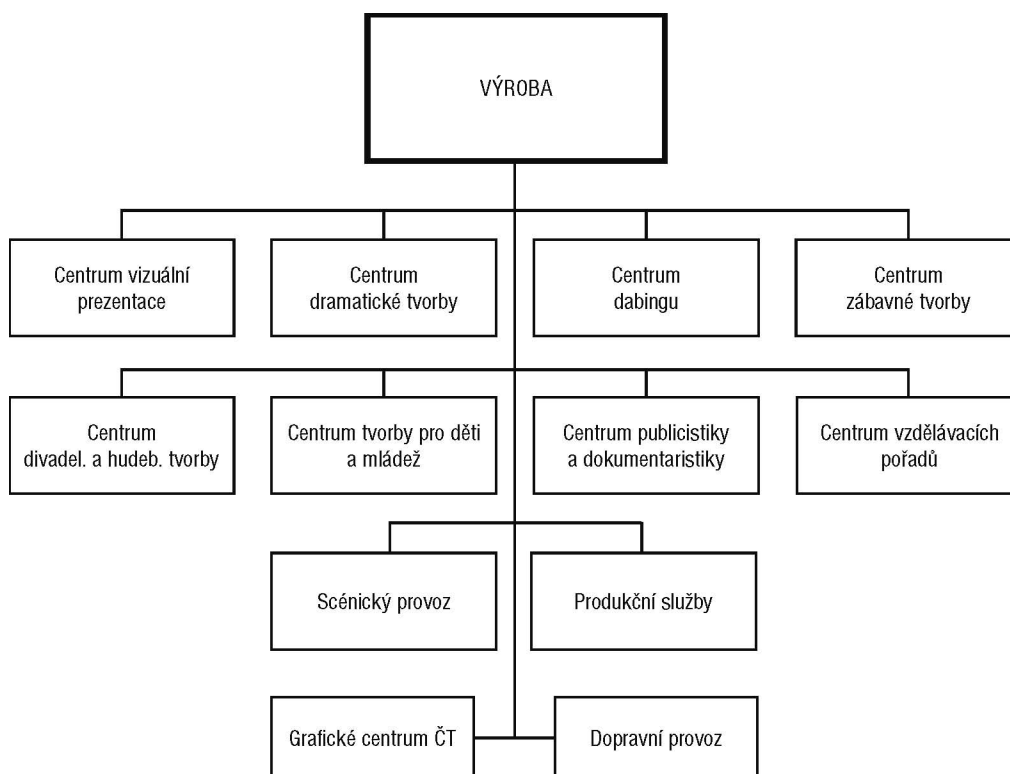 VÝROBA
Centrum vizuální
prezentace
Centrum
dramatické tvorby
Centrum
dabingu
Centrum
zábavné tvorby
Centrum
divadel. a hudeb. tvorby
Centrum tvorby pro děti
a mládež
Centrum publicistiky
a dokumentaristiky
Centrum vzdělávacích
pořadů
Scénický provoz
Produkční služby
Grafické centrum ČT
Dopravní provoz